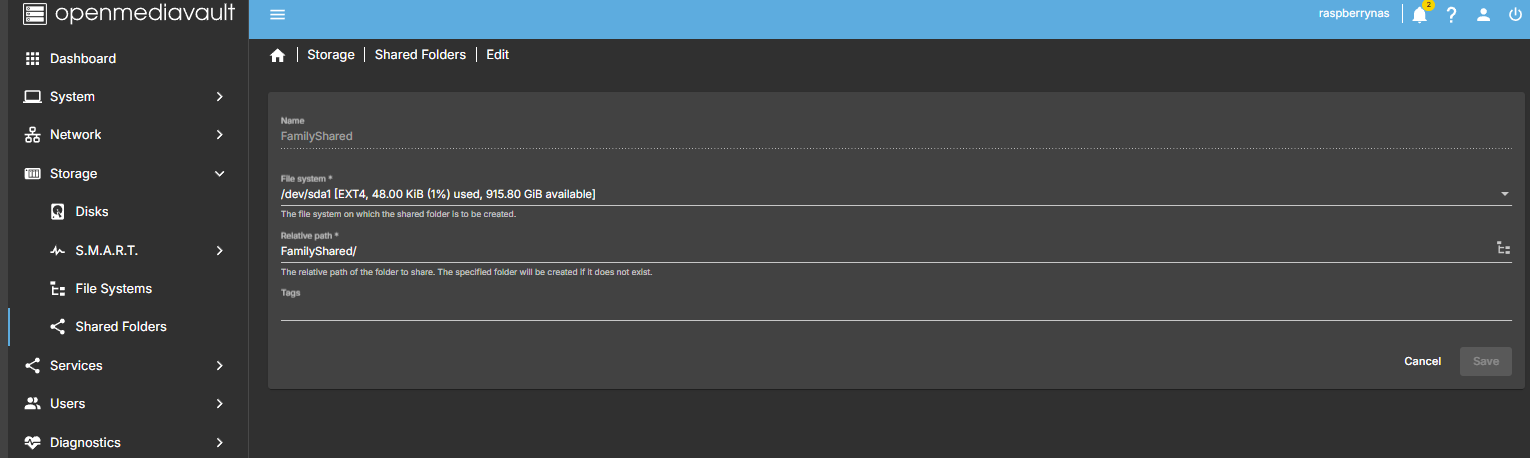 openmediavault
raspberrynas
2
Storage
Shared Folders
Edit
Dashboard
System
Network
Storage
Disks
S.M.A.R.T.
File Systems
Shared Folders
Services
Users
Diagnostics
Name
FamilyShared
File system *
/dev/sda1 [EXT4, 48.00 KiB (1%) used, 915.80 GiB available]
The file system on which the shared folder is to be created.
Relative path *
FamilyShared/
The relative path of the folder to share. The specified folder will be created if it does not exist.
Tags
Cancel
Save